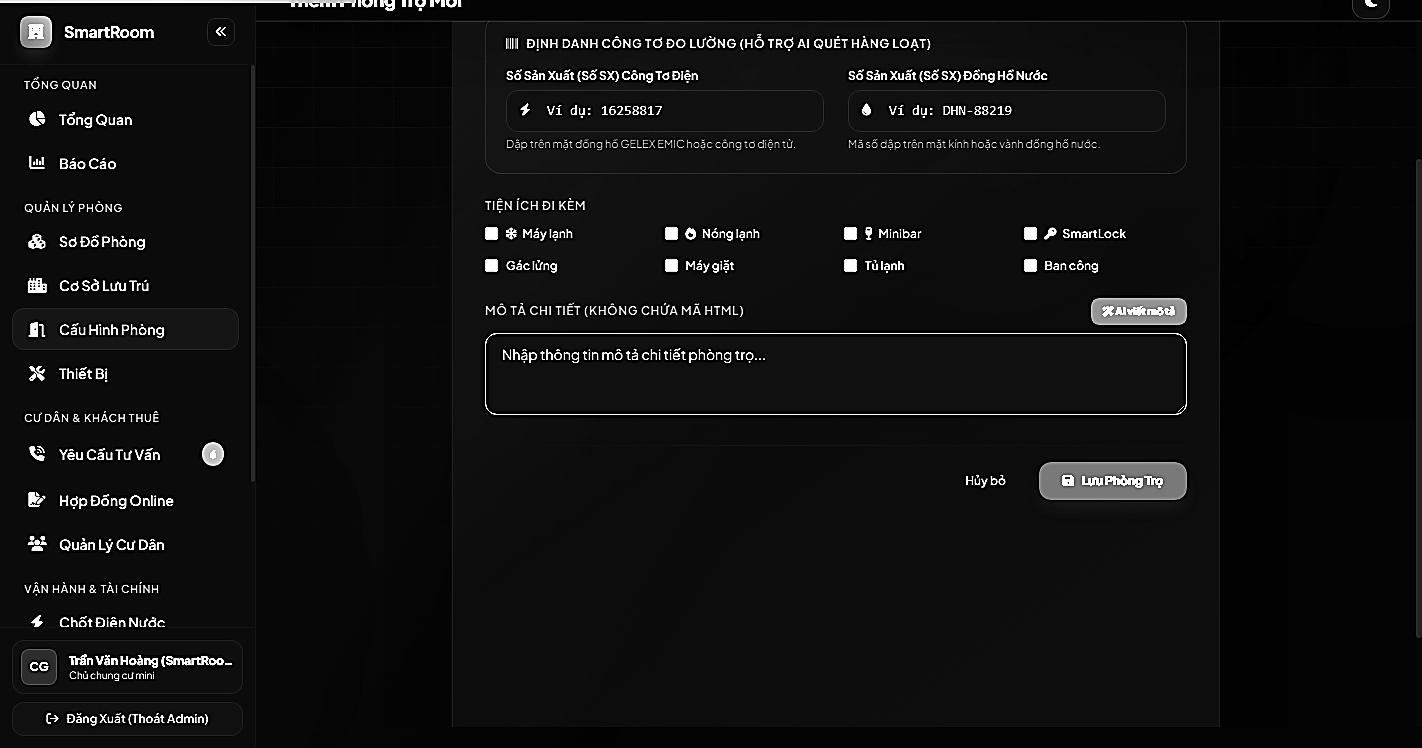 Thêm Phòng Trọ Mới
SmartRoom
TỔNG QUAN
Tổng Quan
Báo Cáo
QUẢN LÝ PHÒNG
Sơ Đồ Phòng
Cơ Sở Lưu Trú
Cấu Hình Phòng
Thiết Bị
CƯ DÂN & KHÁCH THUÊ
Yêu Cầu Tư Vấn
Hợp Đồng Online
Quản Lý Cư Dân
VẬN HÀNH & TÀI CHÍNH
Chốt Điện Nước
CG
Trần Văn Hoàng (SmartRoo...
Chủ chung cư mini
Đăng Xuất (Thoát Admin)
ĐỊNH DANH CÔNG TƠ ĐO LƯỜNG (HỖ TRỢ AI QUÉT HÀNG LOẠT)
Số Sản Xuất (Số SX) Công Tơ Điện
Số Sản Xuất (Số SX) Đồng Hồ Nước
Ví dụ: 16258817
Ví dụ: DHN-88219
Dập trên mặt đồng hồ GELEX EMIC hoặc công tơ điện tử.
Mã số dập trên mặt kính hoặc vành đồng hồ nước.
TIỆN ÍCH ĐI KÈM
Máy lạnh
Nóng lạnh
Minibar
SmartLock
Gác lửng
Máy giặt
Tủ lạnh
Ban công
MÔ TẢ CHI TIẾT (KHÔNG CHỨA MÃ HTML)
AI viết mô tả
Nhập thông tin mô tả chi tiết phòng trọ...
Hủy bỏ
Lưu Phòng Trọ